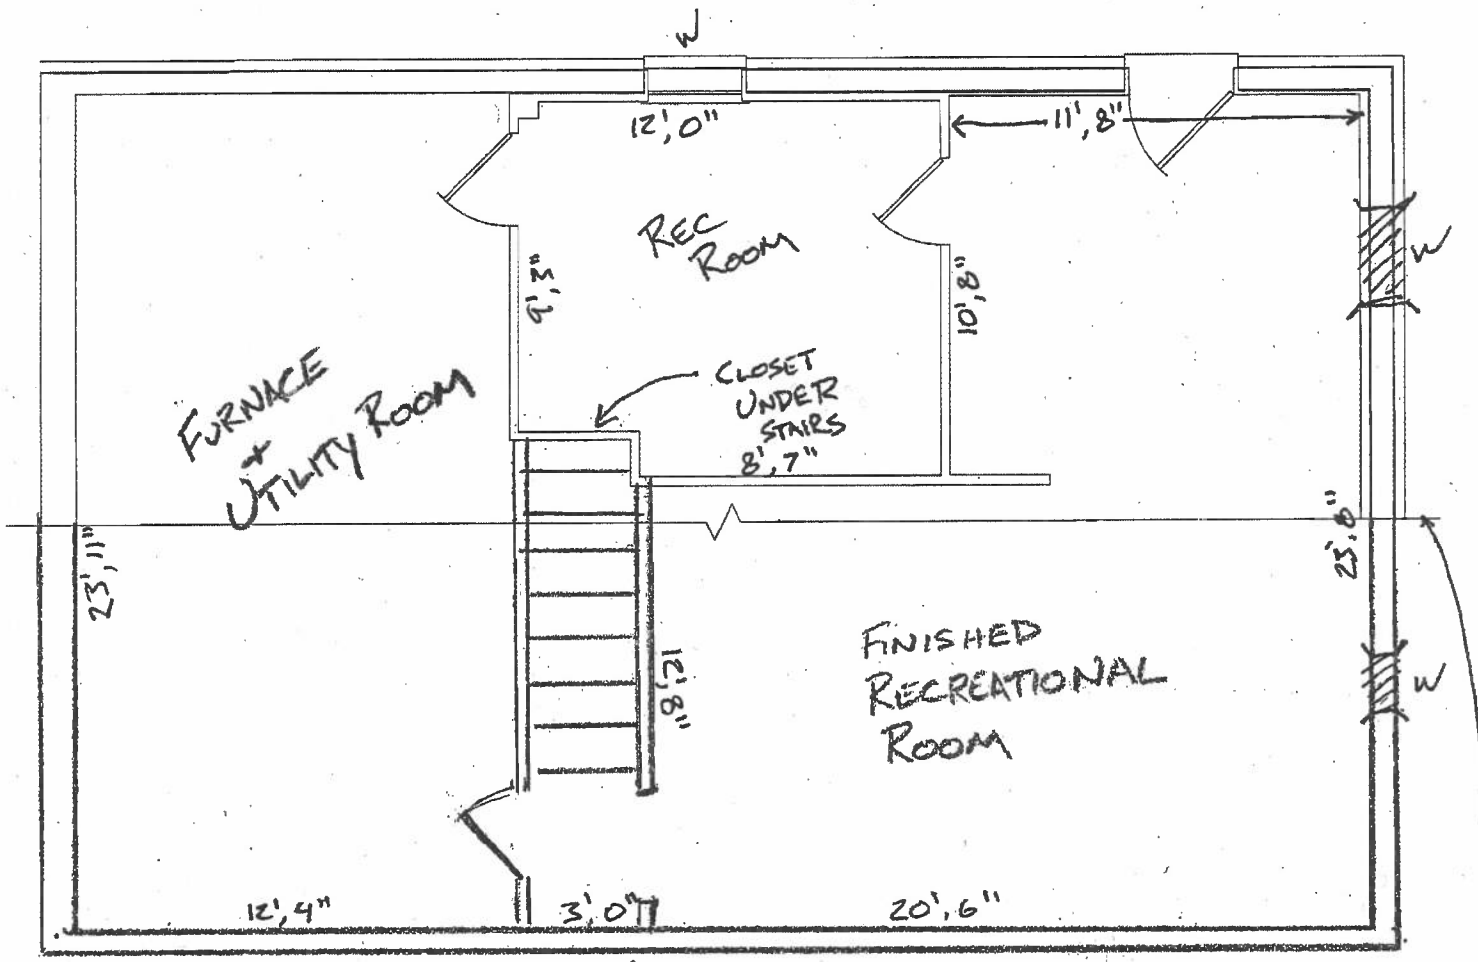 W
12', 0"
11', 8"
REC
ROOM
W
9', 3"
10', 8"
CLOSET
UNDER
STAIRS
8', 7"
FURNACE
+
UTILITY ROOM
23', 11"
23', 8"
FINISHED
RECREATIONAL
ROOM
12', 8"
W
12', 4"
3', 0"
20', 6"